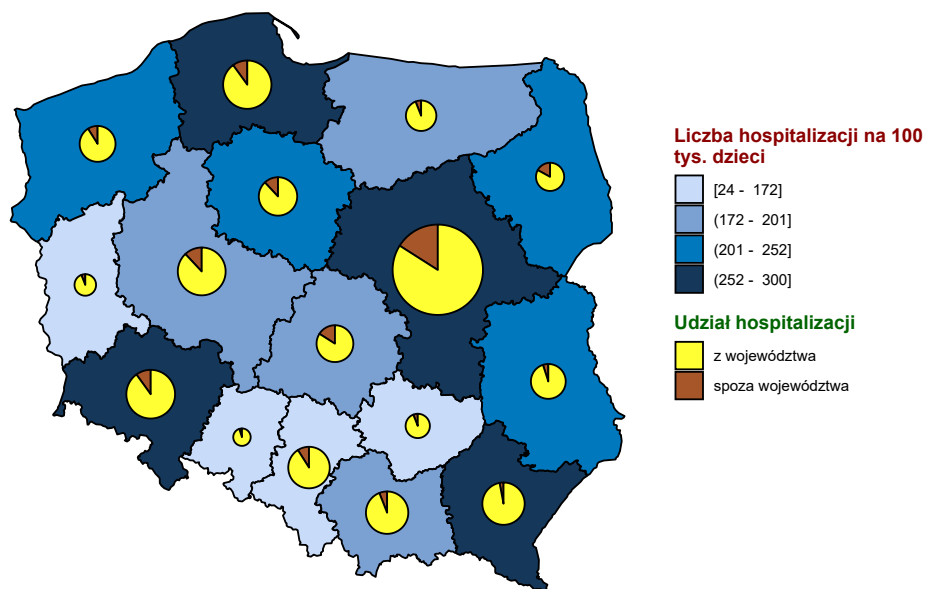 Liczba hospitalizacji na 100
tys. dzieci
[24 - 172]
(172 - 201]
(201 - 252]
(252 - 300]
Udział hospitalizacji
z województwa
spoza województwa